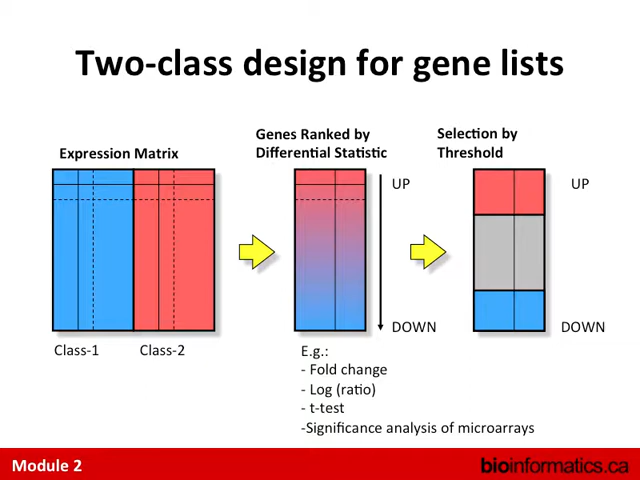 Two-class design for gene lists
Expression Matrix
Genes Ranked by
Differential Statistic
Selection by
Threshold
UP
UP
DOWN
DOWN
Class-1
Class-2
E.g.:
- Fold change
- Log (ratio)
- t-test
-Significance analysis of microarrays
Module 2
bioinformatics.ca